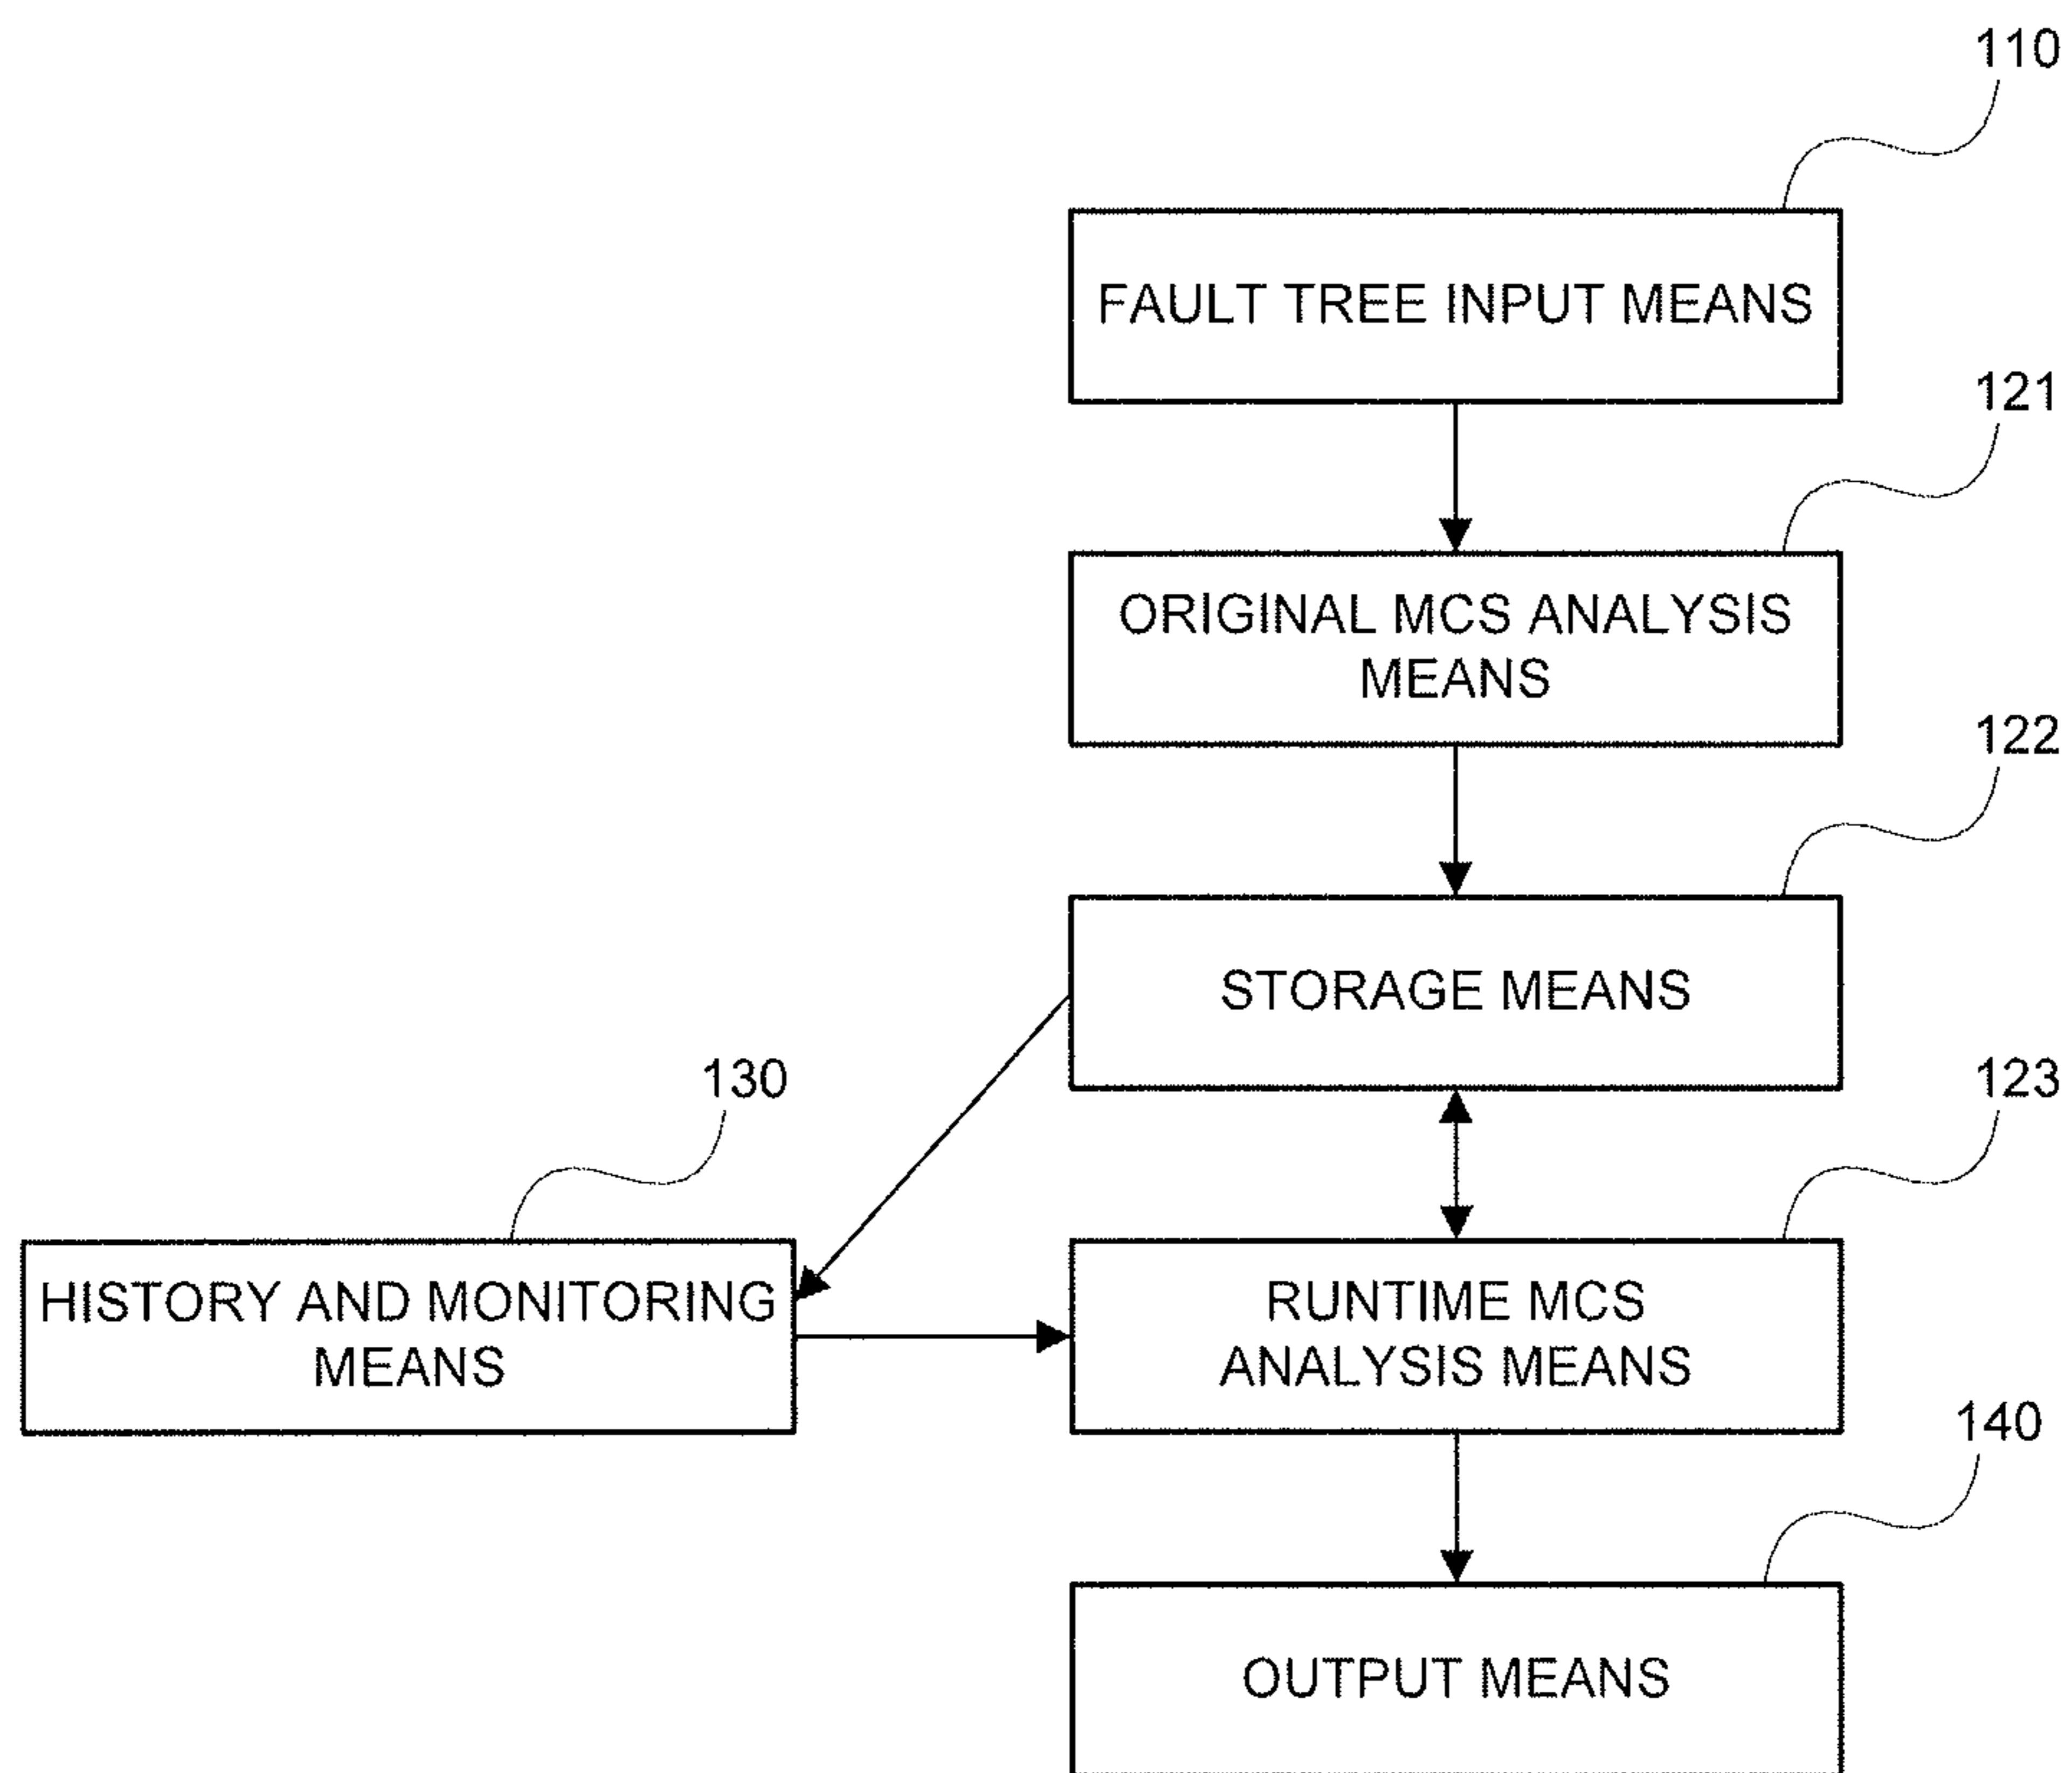 110
FAULT TREE INPUT MEANS
121
ORIGINAL MCS ANALYSIS
MEANS
122
STORAGE MEANS
130
123
HISTORY AND MONITORING
MEANS
RUNTIME MCS
ANALYSIS MEANS
140
OUTPUT MEANS